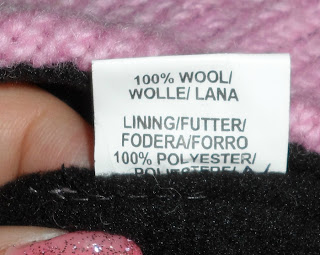 100% WOOL/
WOLLE/ LANA
LINING/FUTTER/
FODERA/FORRO
100% POLYESTER/